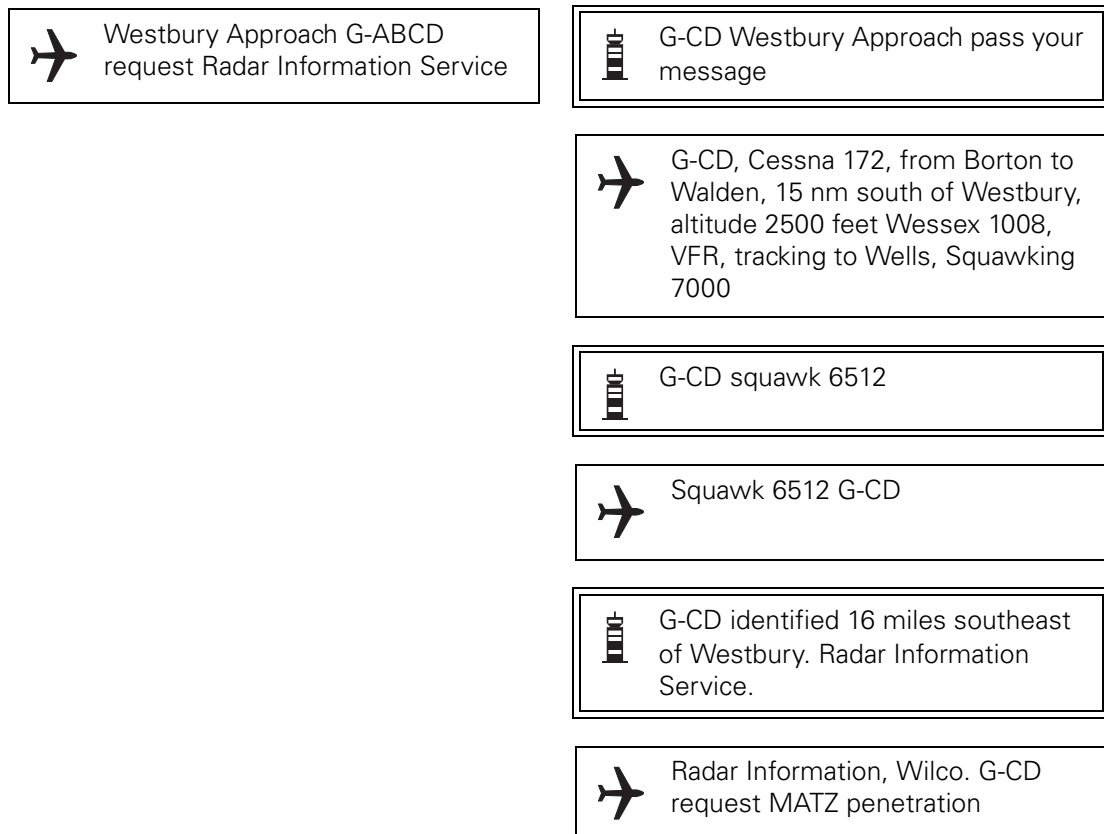 Westbury Approach G-ABCD
request Radar Information Service
G-CD Westbury Approach pass your
message
G-CD, Cessna 172, from Borton to
Walden, 15 nm south of Westbury,
altitude 2500 feet Wessex 1008,
VFR, tracking to Wells, Squawking
7000
G-CD squawk 6512
Squawk 6512 G-CD
G-CD identified 16 miles southeast
of Westbury. Radar Information
Service.
Radar Information, Wilco. G-CD
request MATZ penetration